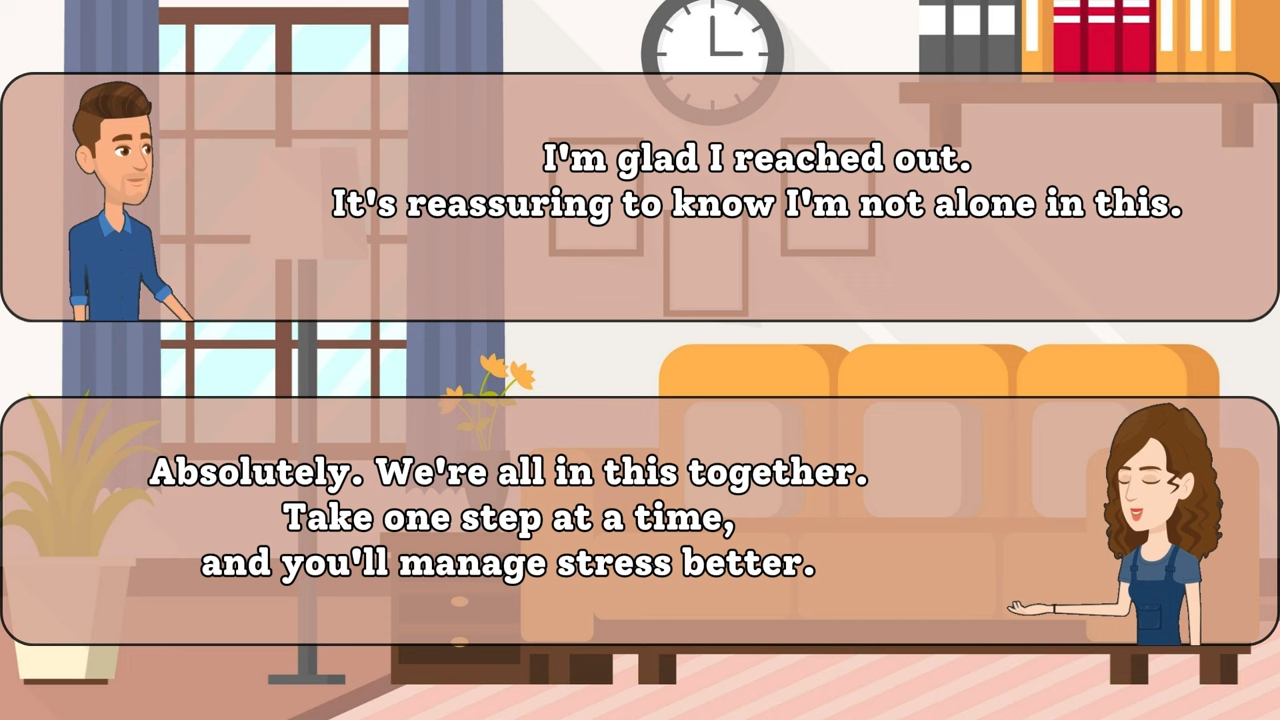 I'm glad I reached out.
It's reassuring to know I'm not alone in this.
Absolutely. We're all in this together.
Take one step at a time,
and you'll manage stress better.